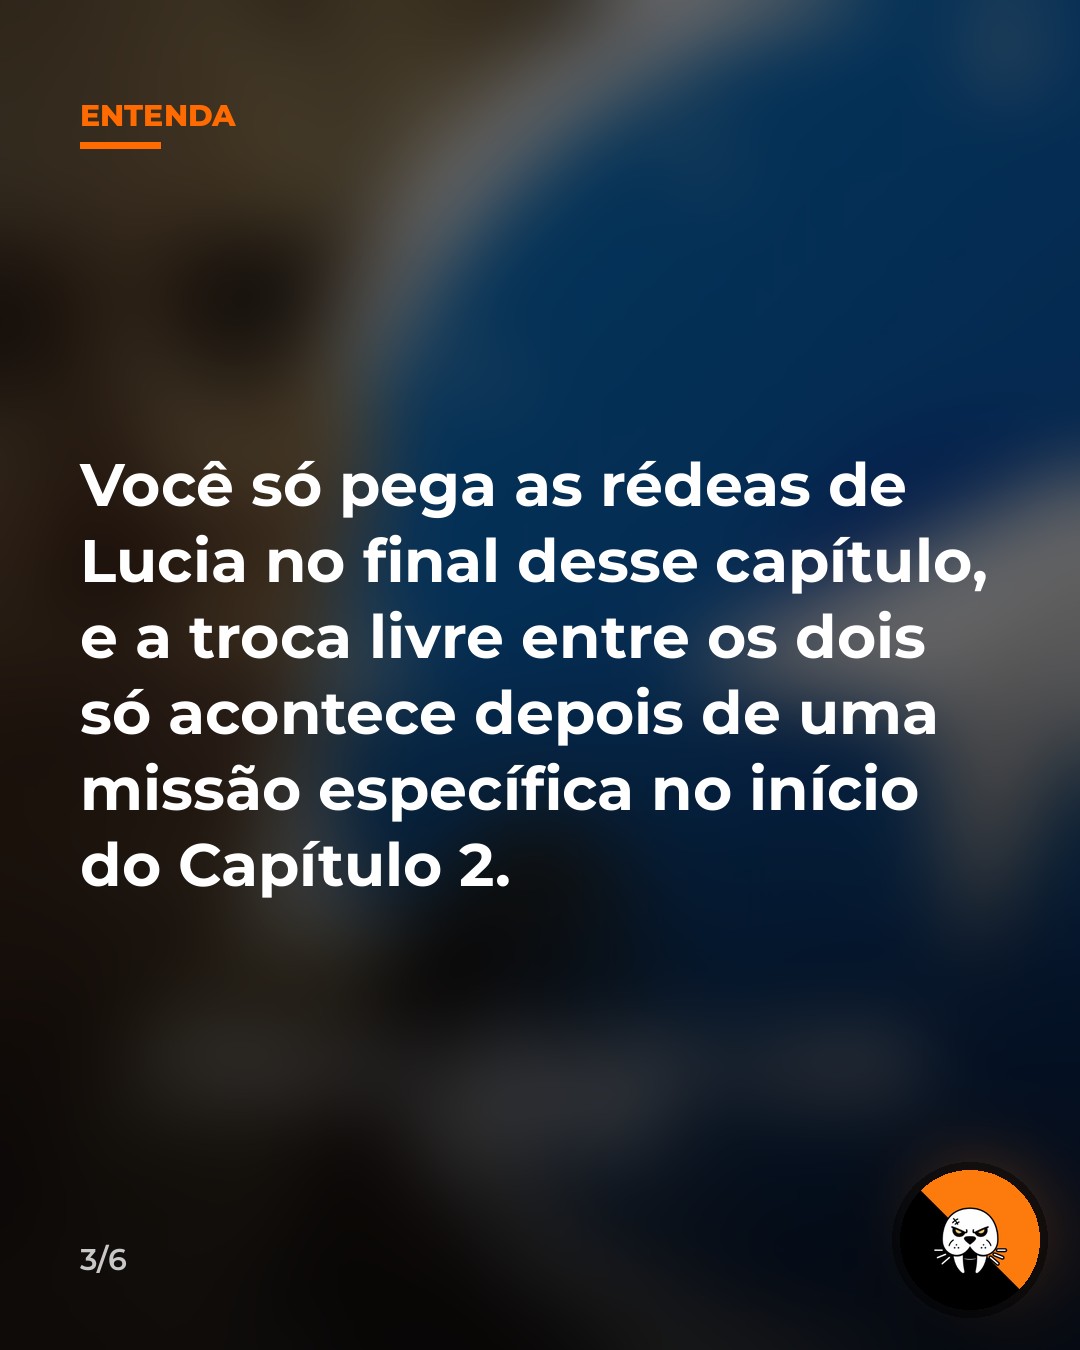 ENTENDA
Você só pega as rédeas de
Lucia no final desse capítulo,
e a troca livre entre os dois
só acontece depois de uma
missão específica no início
do Capítulo 2.
3/6